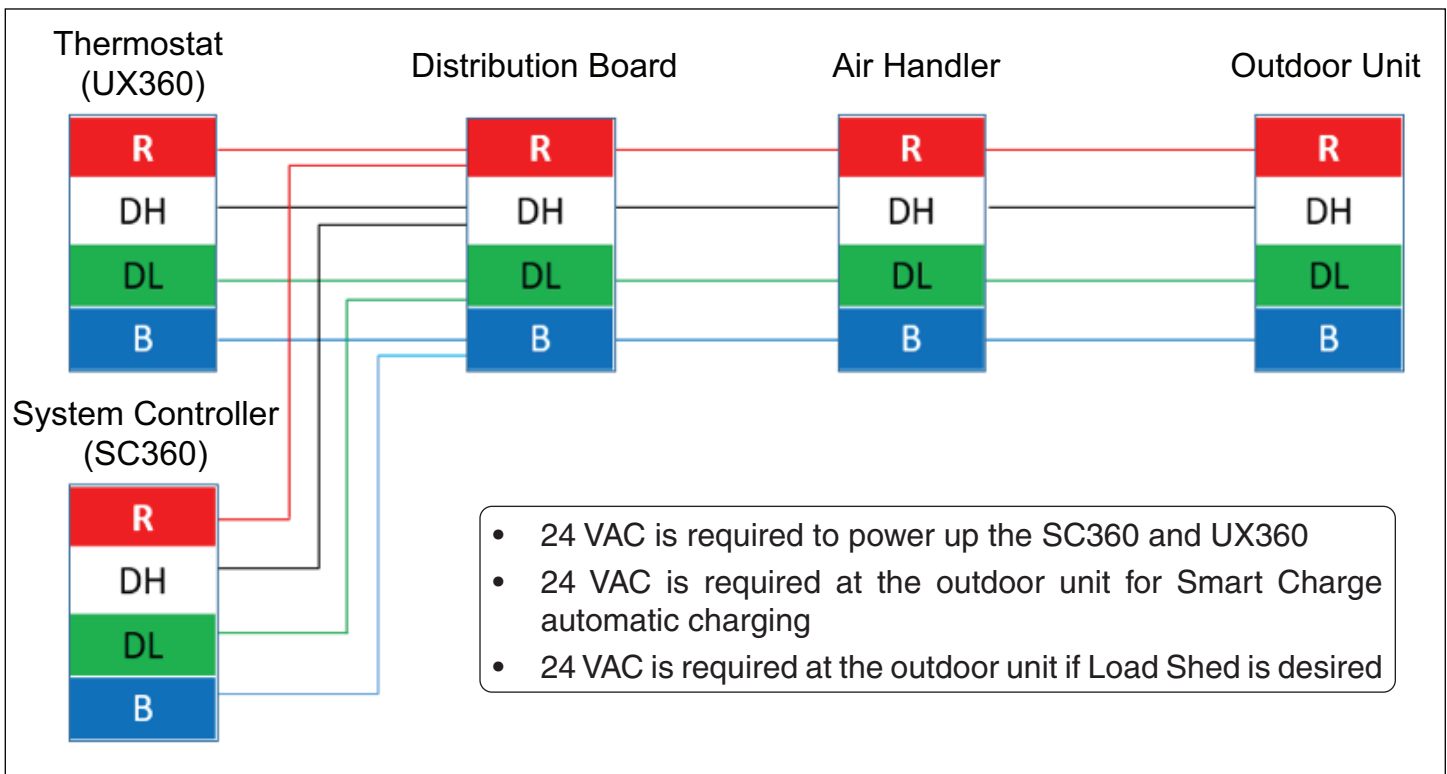 Thermostat
(UX360)
Distribution Board
Air Handler
Outdoor Unit
R
DH
DL
B
R
DH
DL
B
R
DH
DL
B
R
DH
DL
B
System Controller
(SC360)
R
DH
DL
B
• 24 VAC is required to power up the SC360 and UX360
• 24 VAC is required at the outdoor unit for Smart Charge
automatic charging
• 24 VAC is required at the outdoor unit if Load Shed is desired